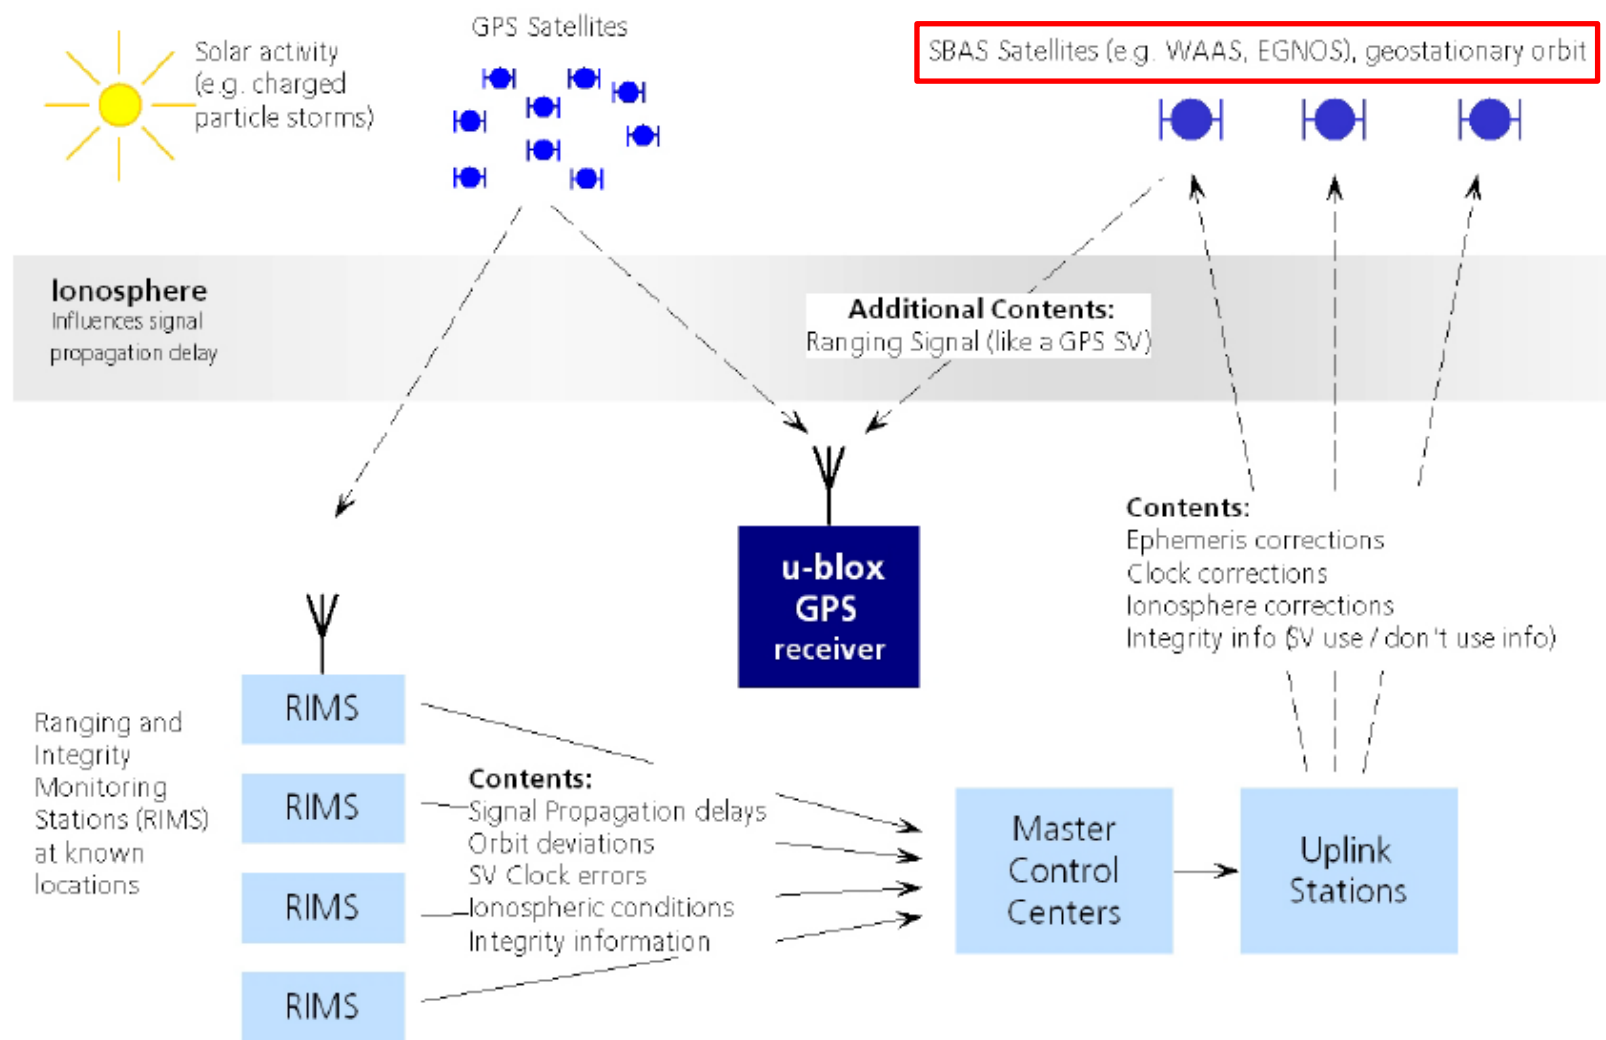 GPS Satellites
SBAS Satellites (e.g. WAAS, EGNOS), geostationary orbit
Solar activity
(e.g. charged
particle storms)
Ionosphere
Influences signal
propagation delay
Additional Contents:
Ranging Signal (like a GPS SV)
u-blox
GPS
receiver
Contents:
Ephemeris corrections
Clock corrections
Ionosphere corrections
Integrity info (SV use / don't use info)
Ranging and
Integrity
Monitoring
Stations (RIMS)
at known
locations
RIMS
RIMS
RIMS
RIMS
Contents:
Signal Propagation delays
Orbit deviations
SV Clock errors
Ionospheric conditions
Integrity information
Master
Control
Centers
Uplink
Stations